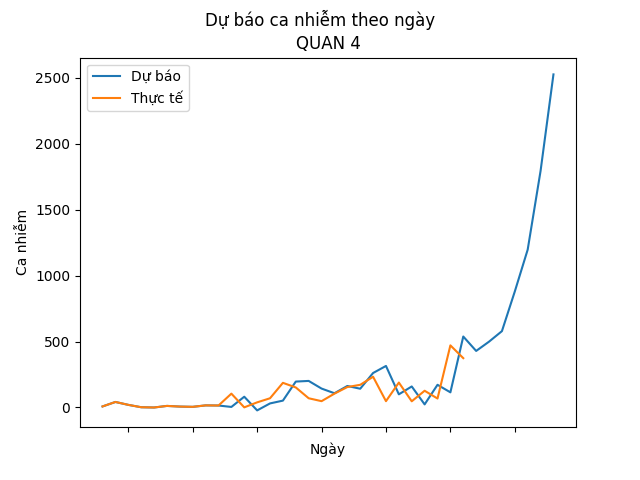 Dự báo ca nhiễm theo ngày
QUAN 4
Dự báo
Thực tế
2500
2000
1500
1000
500
0
Ca nhiễm
Ngày